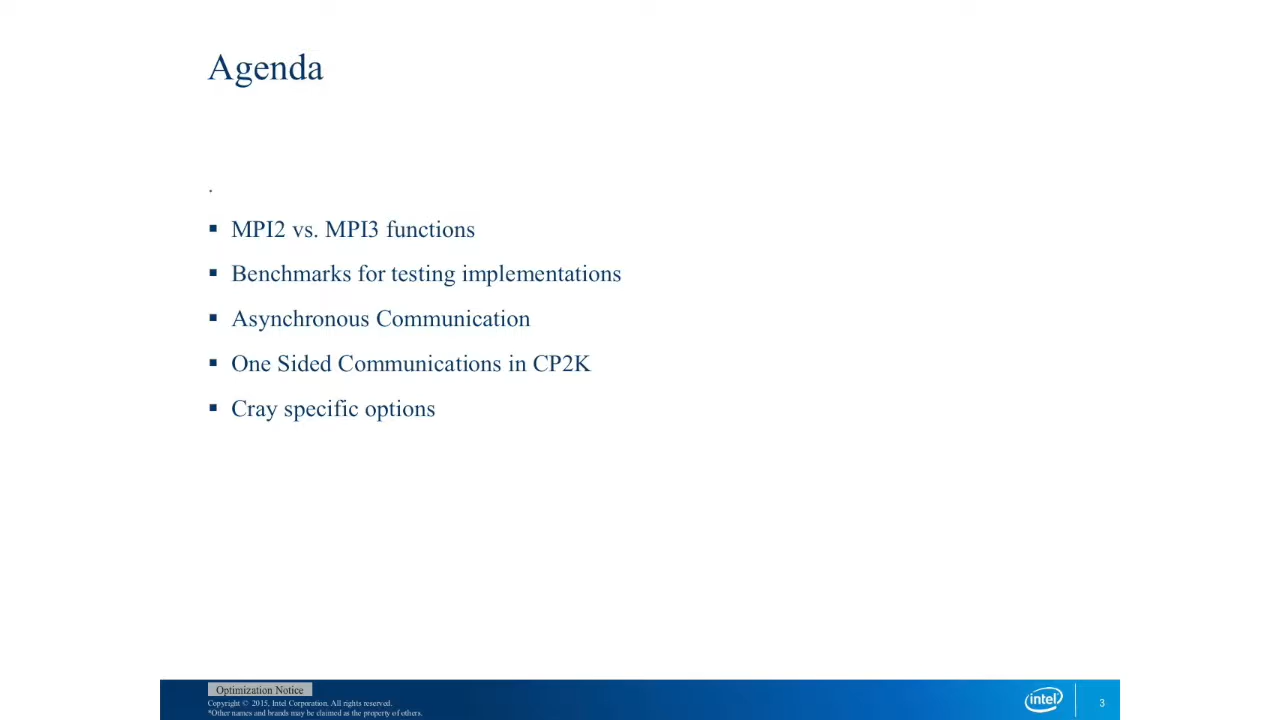 Agenda
.
▪ MPI2 vs. MPI3 functions
▪ Benchmarks for testing implementations
▪ Asynchronous Communication
▪ One Sided Communications in CP2K
▪ Cray specific options
Optimization Notice
Copyright © 2015, Intel Corporation. All rights reserved.
*Other names and brands may be claimed as the property of others.
intel
3